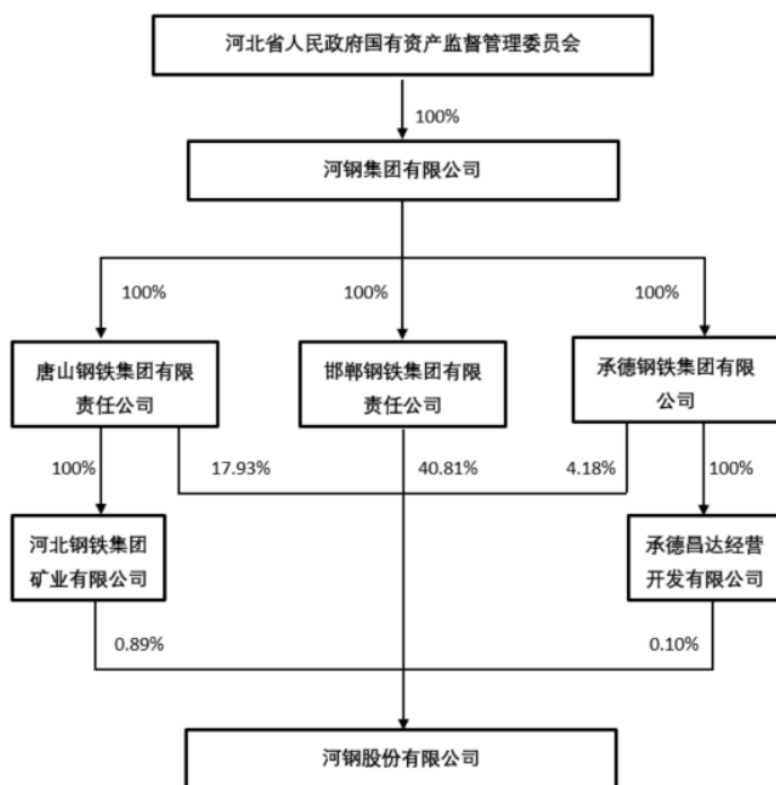 河北省人民政府国有资产监督管理委员会
100%
河钢集团有限公司
100%
100%
100%
唐山钢铁集团有限
责任公司
邯郸钢铁集团有限
责任公司
承德钢铁集团有限
公司
100%
17.93%
40.81%
4.18%
100%
河北钢铁集团
矿业有限公司
承德昌达经营
开发有限公司
0.89%
0.10%
河钢股份有限公司